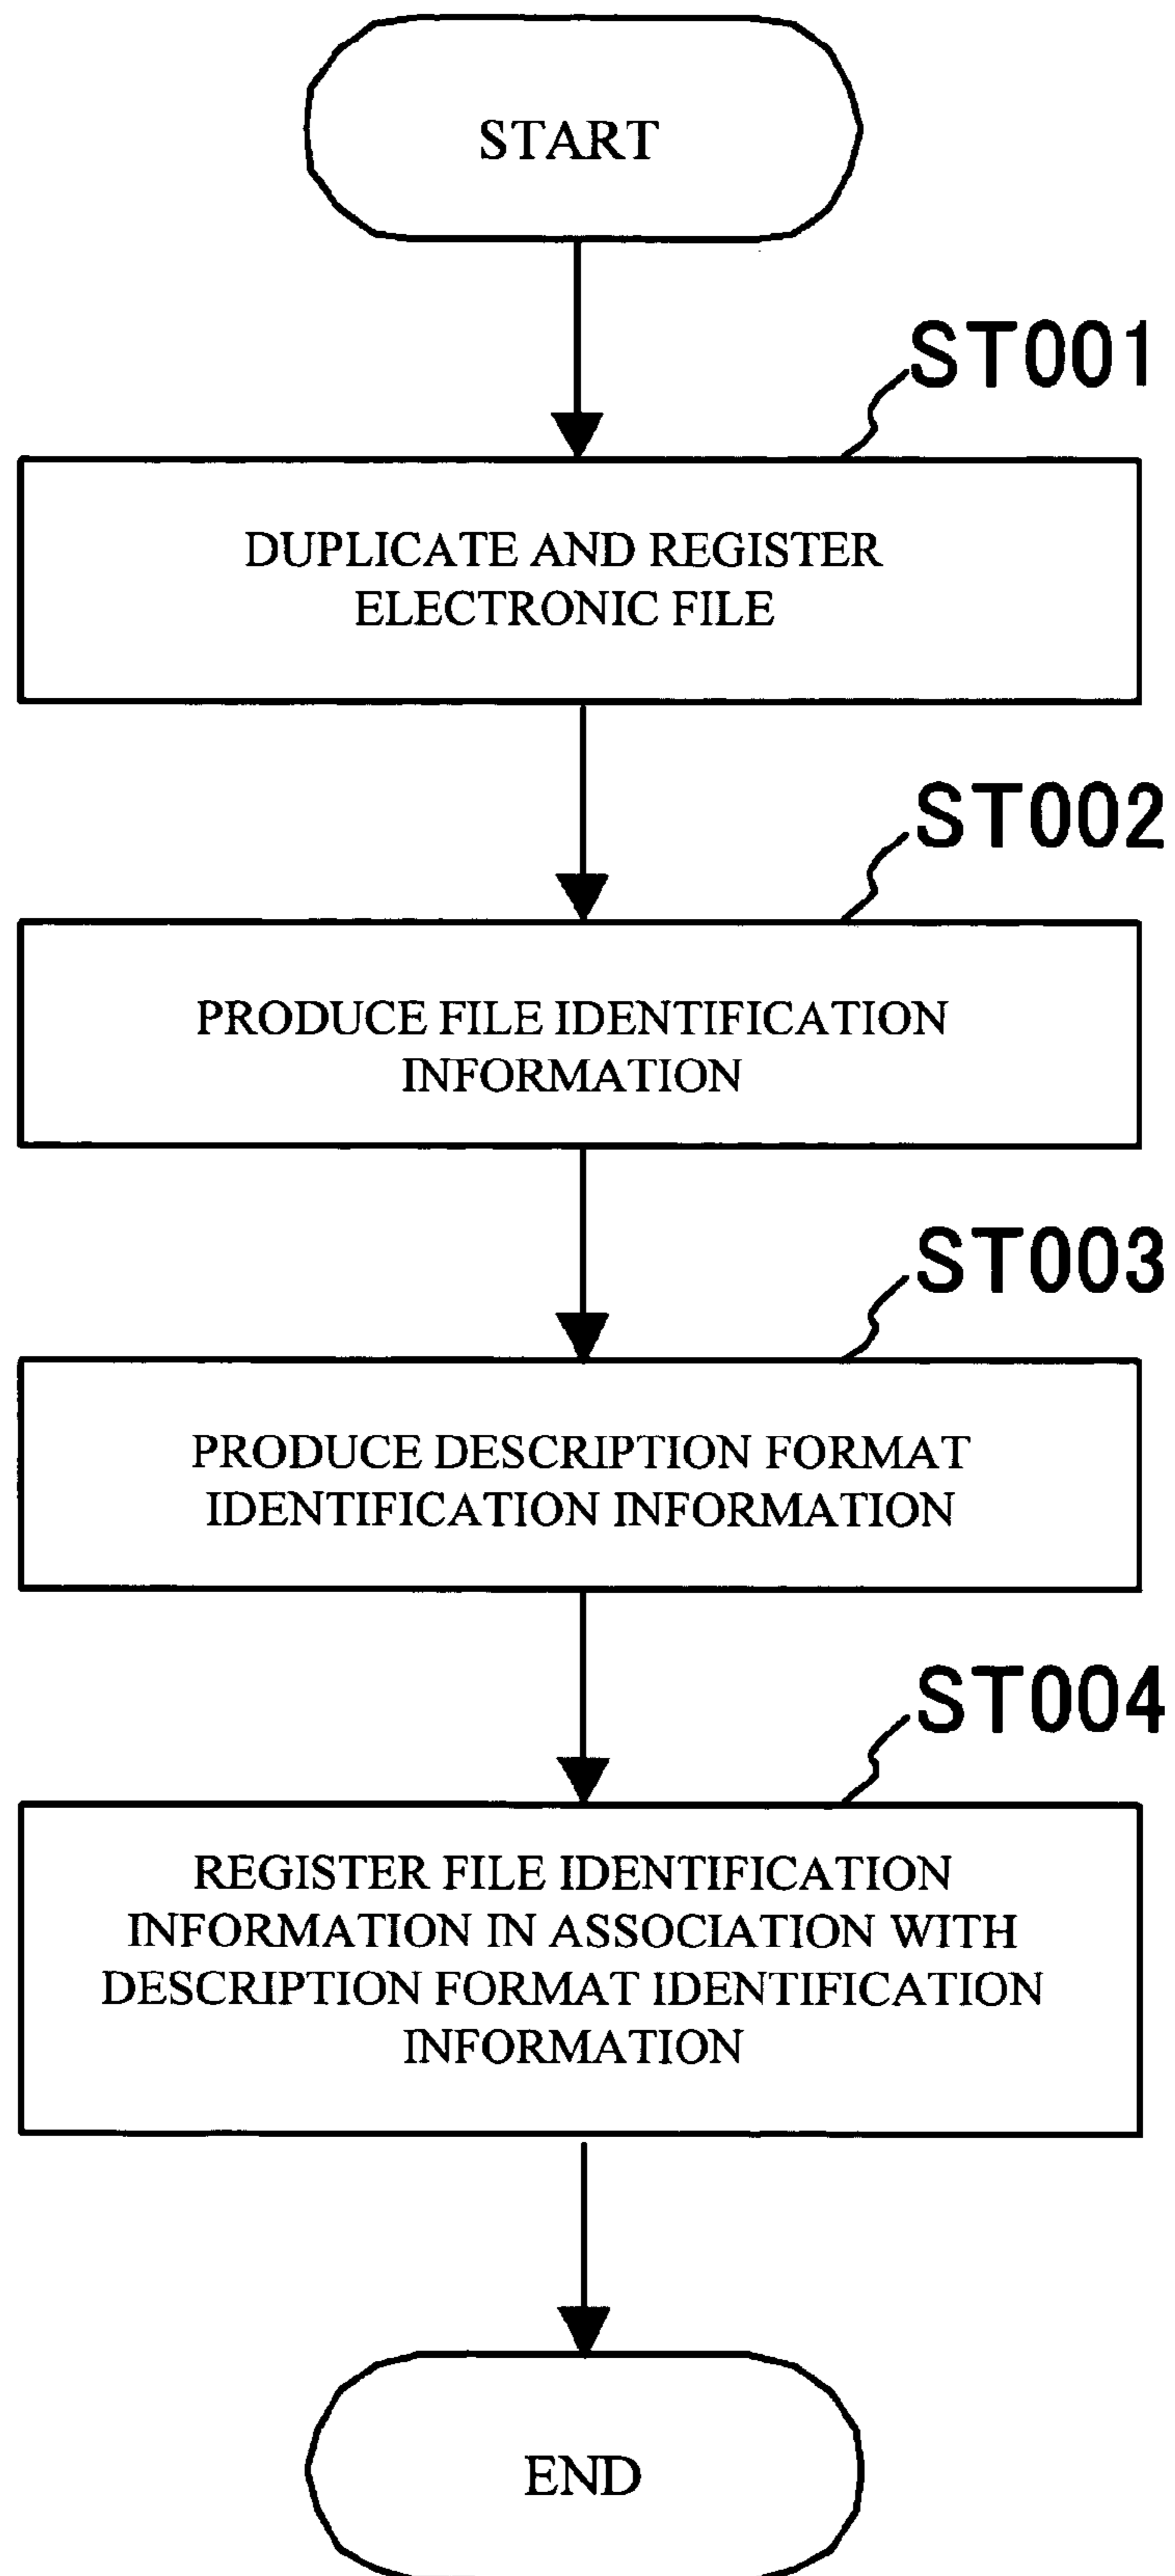 START
ST001
DUPLICATE AND REGISTER
ELECTRONIC FILE
ST002
PRODUCE FILE IDENTIFICATION
INFORMATION
ST003
PRODUCE DESCRIPTION FORMAT
IDENTIFICATION INFORMATION
ST004
REGISTER FILE IDENTIFICATION
INFORMATION IN ASSOCIATION WITH
DESCRIPTION FORMAT IDENTIFICATION
INFORMATION
END